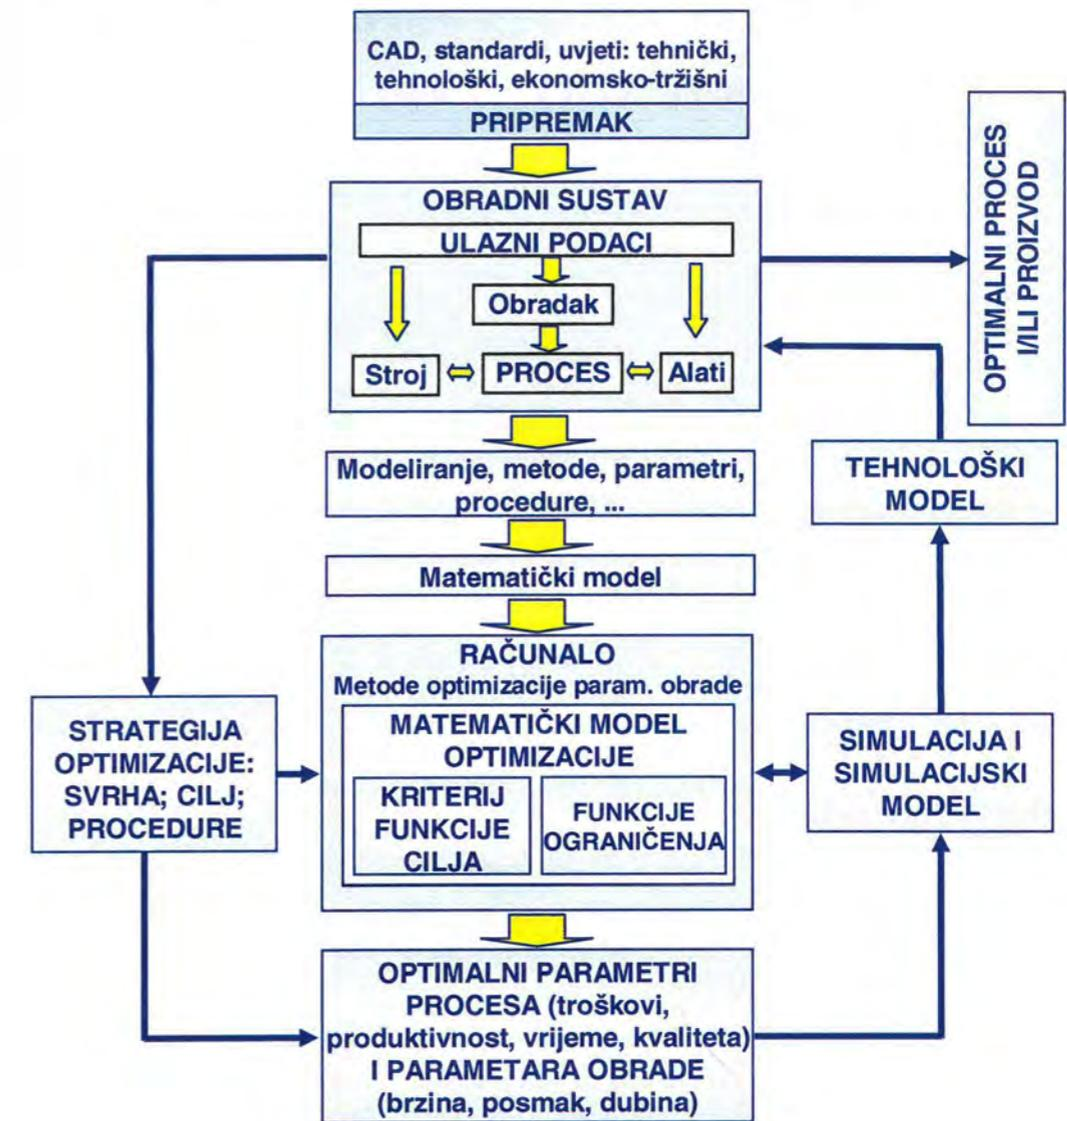 CAD, standardi, uvjeti: tehnički,
tehnološki, ekonomsko-tržišni
PRIPREMAK
OBRADNI SUSTAV
ULAZNI PODACI
Obradak
Stroj
PROCES
Alati
OPTIMALNI PROCES
I/ILI PROIZVOD
Modeliranje, metode, parametri,
procedure, ...
TEHNOLOŠKI
MODEL
Matematički model
RAČUNALO
Metode optimizacije param. obrade
MATEMATIČKI MODEL
OPTIMIZACIJE
KRITERIJ
FUNKCIJE
CILJA
FUNKCIJE
OGRANIČENJA
STRATEGIJA
OPTIMIZACIJE:
SVRHA; CILJ;
PROCEDURE
SIMULACIJA I
SIMULACIJSKI
MODEL
OPTIMALNI PARAMETRI
PROCESA (troškovi,
produktivnost, vrijeme, kvaliteta)
I PARAMETARA OBRADE
(brzina, posmak, dubina)